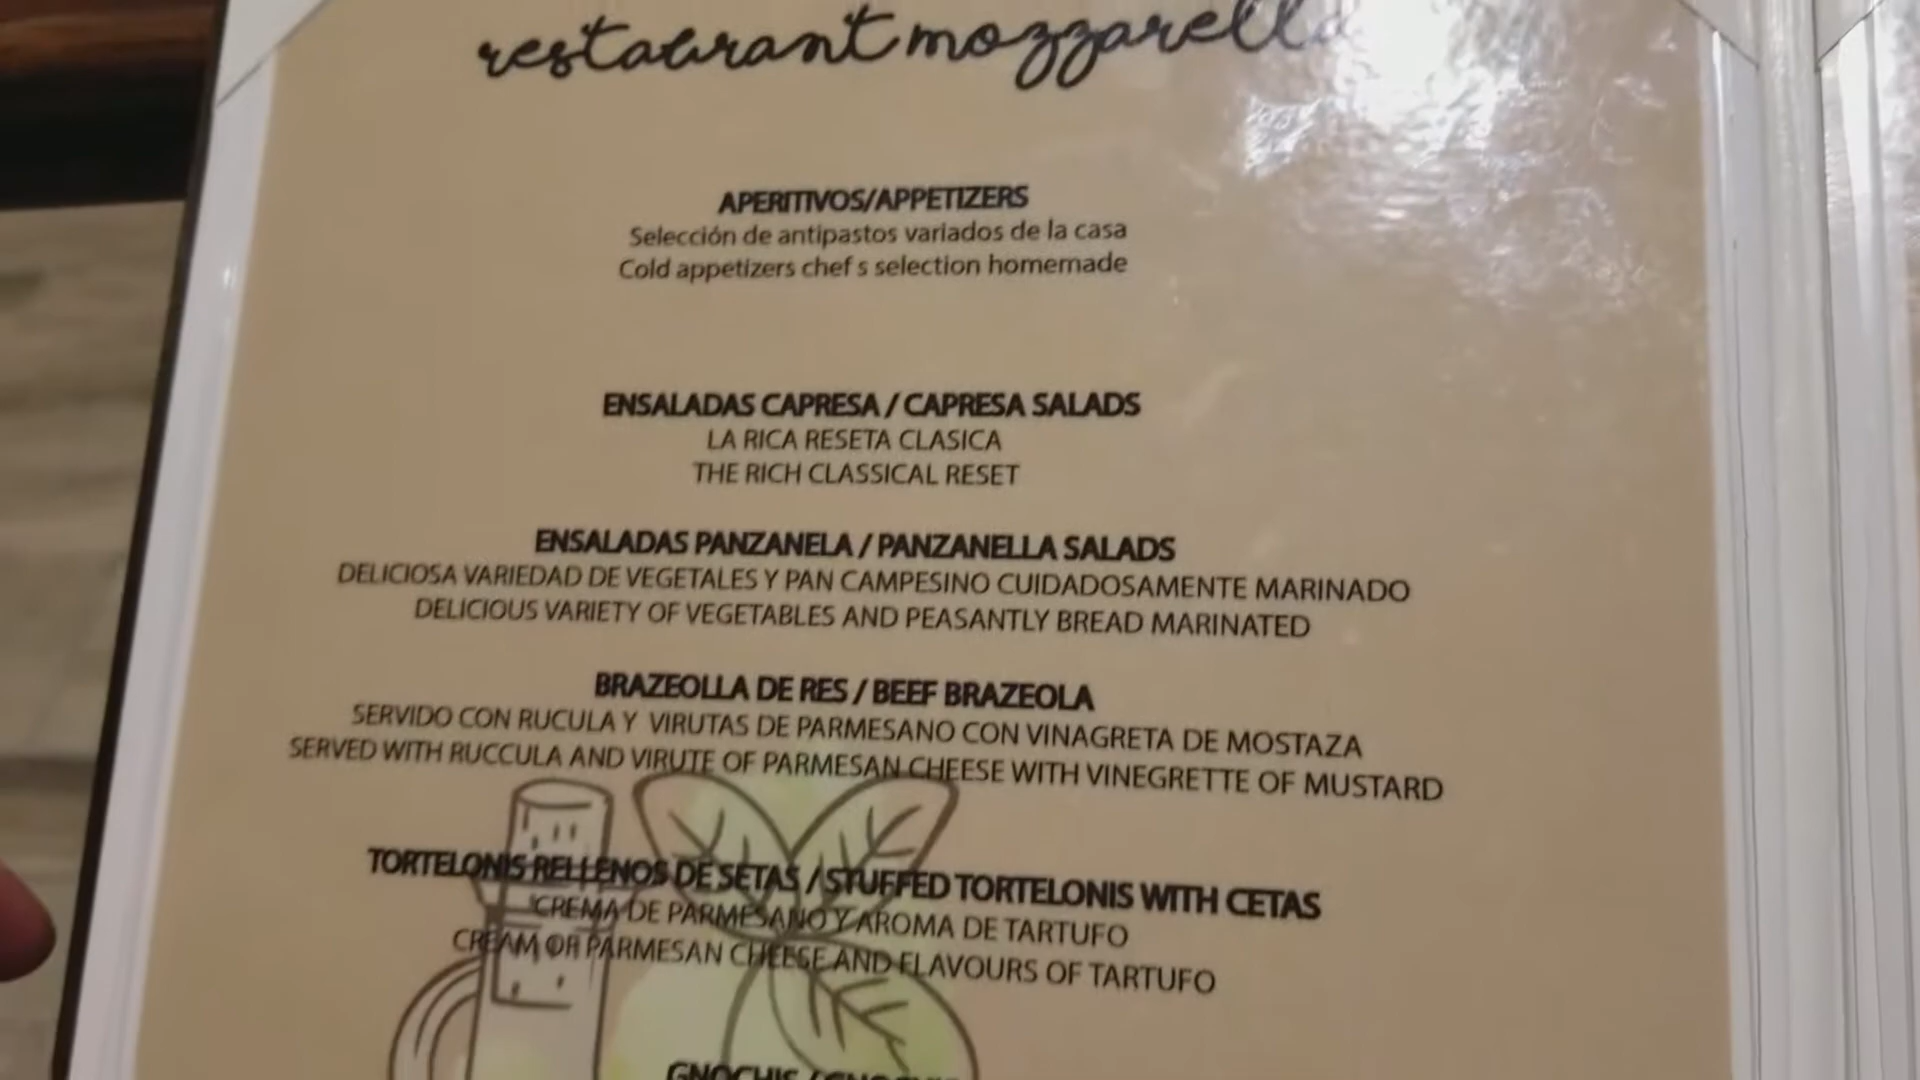 restaurant mozzarella
APERITIVOS/APPETIZERS
Selección de antipastos variados de la casa
Cold appetizers chef s selection homemade
ENSALADAS CAPRESA / CAPRESA SALADS
LA RICA RESETA CLASICA
THE RICH CLASSICAL RESET
ENSALADAS PANZANELA / PANZANELLA SALADS
DELICIOSA VARIEDAD DE VEGETALES Y PAN CAMPESINO CUIDADOSAMENTE MARINADO
DELICIOUS VARIETY OF VEGETABLES AND PEASANTLY BREAD MARINATED
BRAZEOLLA DE RES / BEEF BRAZEOLA
SERVIDO CON RUCULA Y VIRUTAS DE PARMESANO CON VINAGRETA DE MOSTAZA
SERVED WITH RUCCULA AND VIRUTE OF PARMESAN CHEESE WITH VINEGRETTE OF MUSTARD
TORTELONIS RELLENOS DE SETAS / STUFFED TORTELONIS WITH CETAS
CREMA DE PARMESANO Y AROMA DE TARTUFO
CREAM OR PARMESAN CHEESE AND FLAVOURS OF TARTUFO
GNOCHIS /